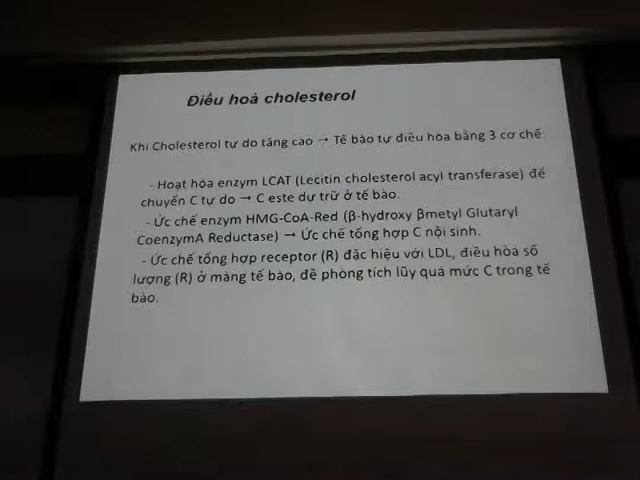 Điều hoà cholesterol
Khi Cholesterol tự do tăng cao → Tế bào tự điều hòa bằng 3 cơ chế:
- Hoạt hóa enzym LCAT (Lecitin cholesterol acyl transferase) để
chuyển C tự do → C este dự trữ ở tế bào.
- Ức chế enzym HMG-CoA-Red (β-hydroxy βmetyl Glutaryl
CoenzymA Reductase) → Ức chế tổng hợp C nội sinh.
- Ức chế tổng hợp receptor (R) đặc hiệu với LDL, điều hòa số
lượng (R) ở màng tế bào, đề phòng tích lũy quá mức C trong tế
bào.